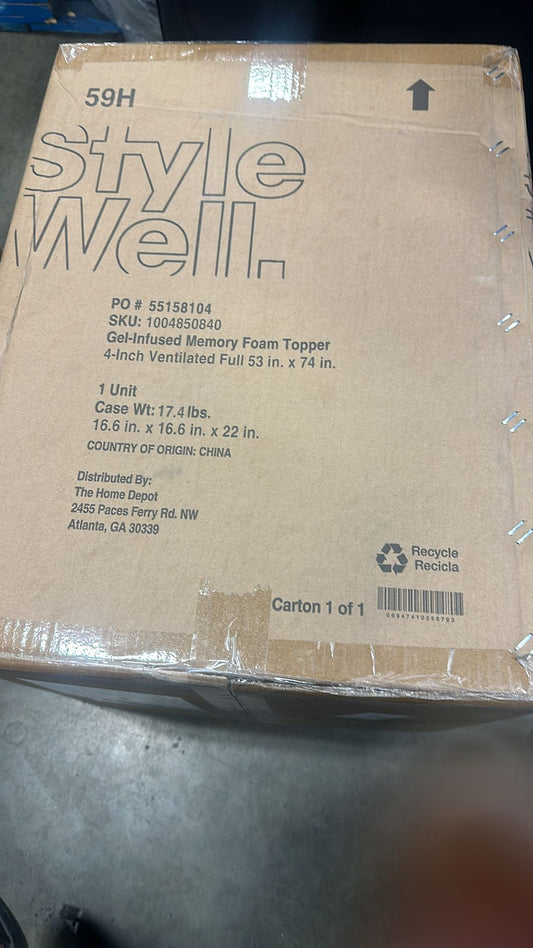 59H
Style
Well.
PO # 55158104
SKU: 1004850840
Gel-Infused Memory Foam Topper
4-Inch Ventilated Full 53 in. x 74 in.
1 Unit
Case Wt: 17.4 lbs.
16.6 in. x 16.6 in. x 22 in.
COUNTRY OF ORIGIN: CHINA
Distributed By:
The Home Depot
2455 Paces Ferry Rd. NW
Atlanta, GA 30339
Recycle
Recicla
Carton 1 of 1
06947410598793